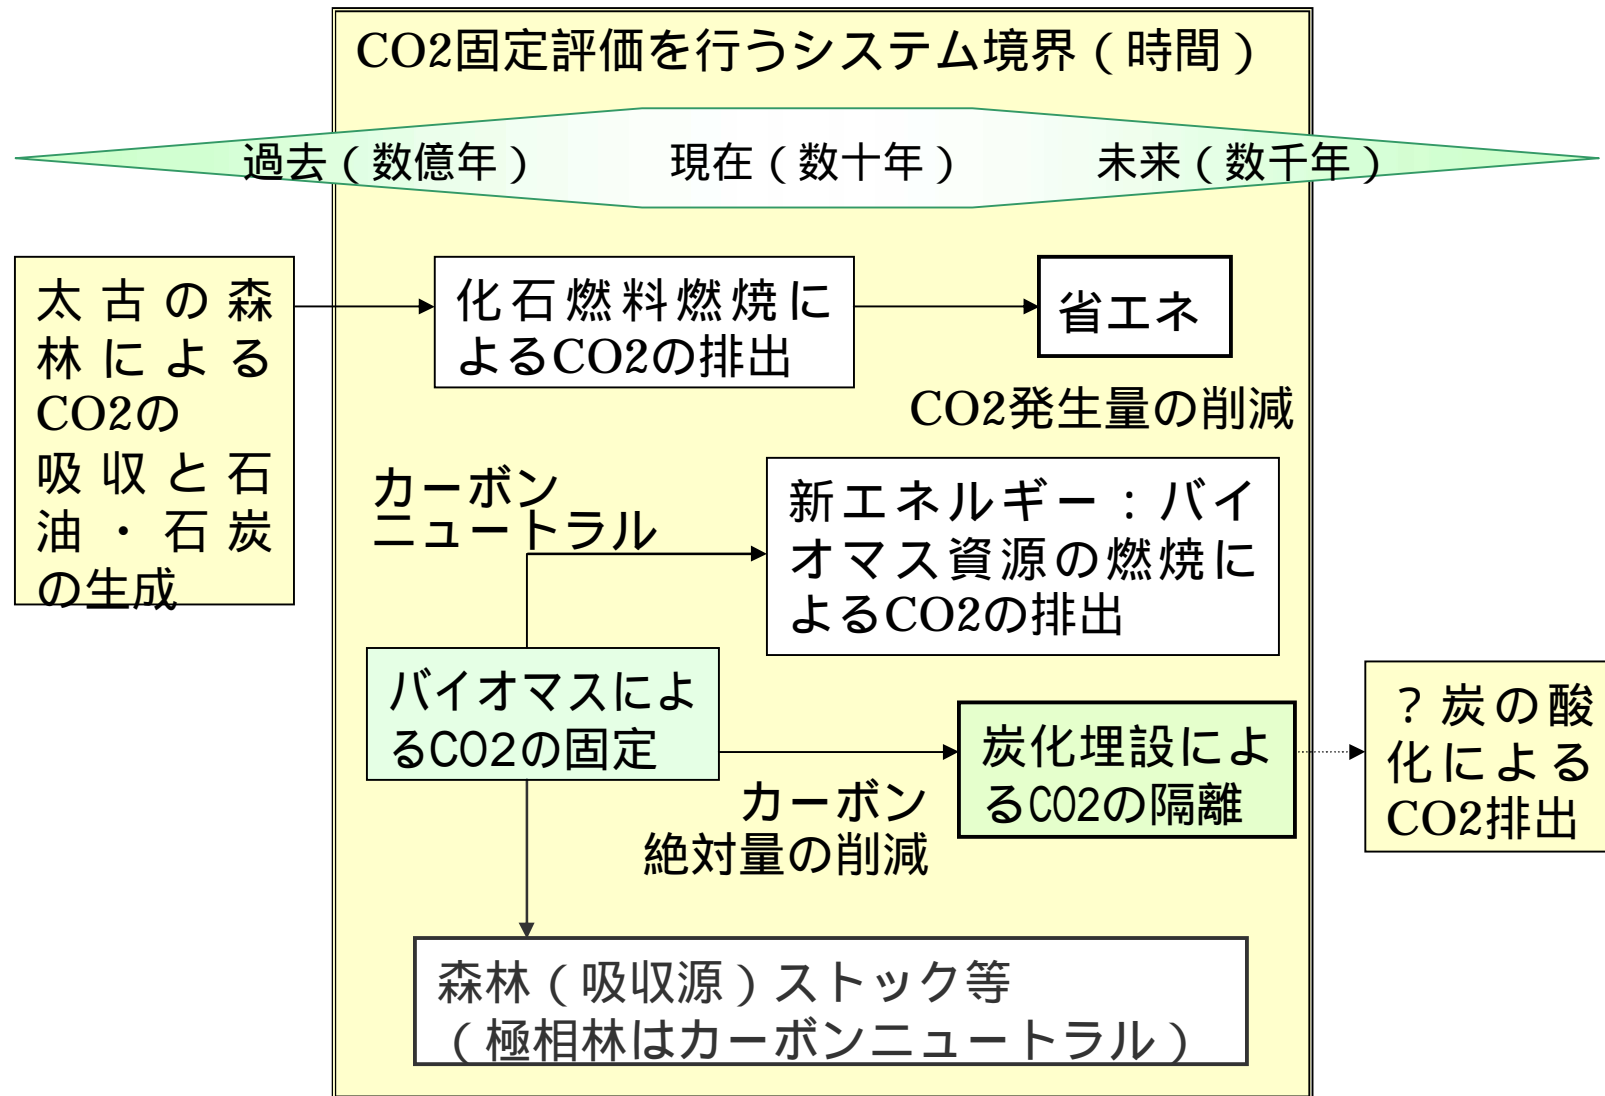 CO2固定評価を行うシステム境界（時間）
過去（数億年）
現在（数十年）
未来（数千年）
太古の森
林による
CO2の
吸収と石
油・石炭
の生成
化石燃料燃焼に
よるCO2の排出
省エネ
CO2発生量の削減
カーボン
ニュートラル
新エネルギー：バイ
オマス資源の燃焼に
よるCO2の排出
バイオマスによ
るCO2の固定
カーボン
絶対量の削減
炭化埋設によ
るCO2の隔離
？炭の酸
化による
CO2排出
森林（吸収源）ストック等
（極相林はカーボンニュートラル）